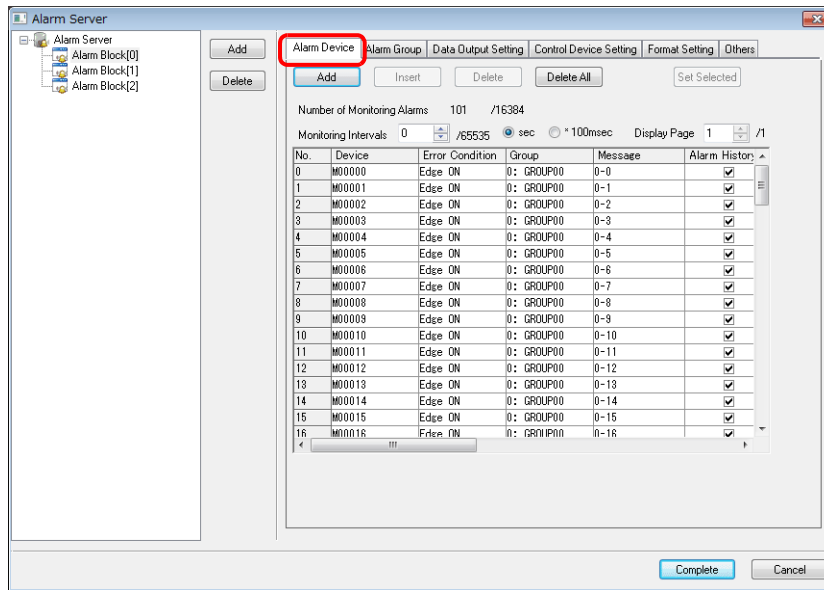 Alarm Server
Alarm Server
Alarm Block[0]
Alarm Block[1]
Alarm Block[2]
Add
Delete
Alarm Device Alarm Group Data Output Setting Control Device Setting Format Setting Others
Add Insert Delete Delete All Set Selected
Number of Monitoring Alarms 101 /16384
Monitoring Intervals 0 /65535 sec * 100msec Display Page 1 /1
No. Device Error Condition Group Message Alarm History
0 M00000 Edge ON 0: GROUP00 0-0
1 M00001 Edge ON 0: GROUP00 0-1
2 M00002 Edge ON 0: GROUP00 0-2
3 M00003 Edge ON 0: GROUP00 0-3
4 M00004 Edge ON 0: GROUP00 0-4
5 M00005 Edge ON 0: GROUP00 0-5
6 M00006 Edge ON 0: GROUP00 0-6
7 M00007 Edge ON 0: GROUP00 0-7
8 M00008 Edge ON 0: GROUP00 0-8
9 M00009 Edge ON 0: GROUP00 0-9
10 M00010 Edge ON 0: GROUP00 0-10
11 M00011 Edge ON 0: GROUP00 0-11
12 M00012 Edge ON 0: GROUP00 0-12
13 M00013 Edge ON 0: GROUP00 0-13
14 M00014 Edge ON 0: GROUP00 0-14
15 M00015 Edge ON 0: GROUP00 0-15
16 M00016 Edge ON 0: GROUP00 0-16
Complete Cancel